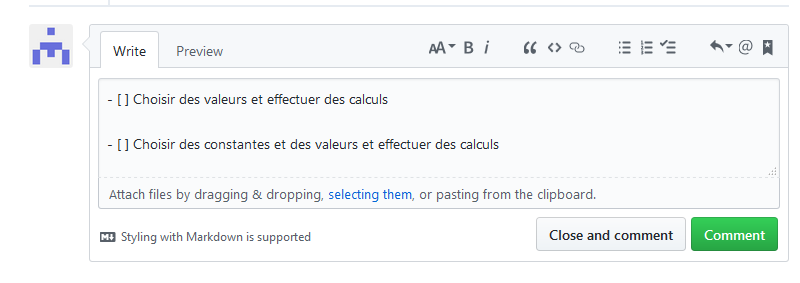 Write Preview AA B i @
- [ ] Choisir des valeurs et effectuer des calculs
- [ ] Choisir des constantes et des valeurs et effectuer des calculs
Attach files by dragging & dropping, selecting them, or pasting from the clipboard.
M Styling with Markdown is supported Close and comment Comment